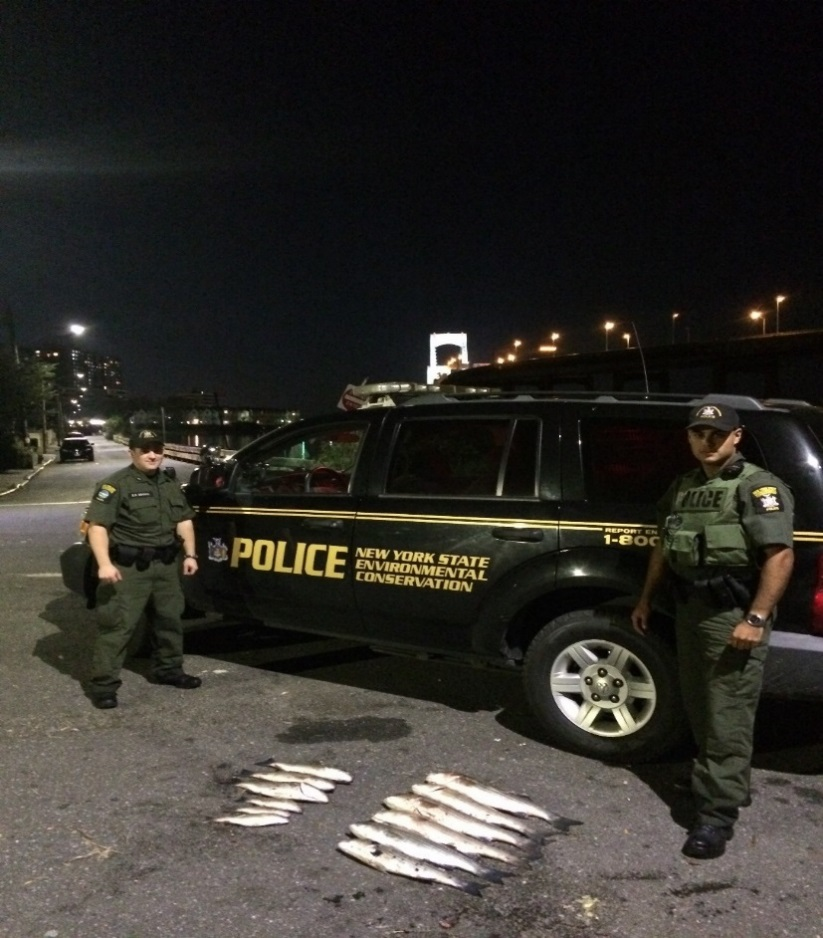 POLICE
NEW YORK STATE
ENVIRONMENTAL
CONSERVATION
REPORT EN
1-800
POLICE